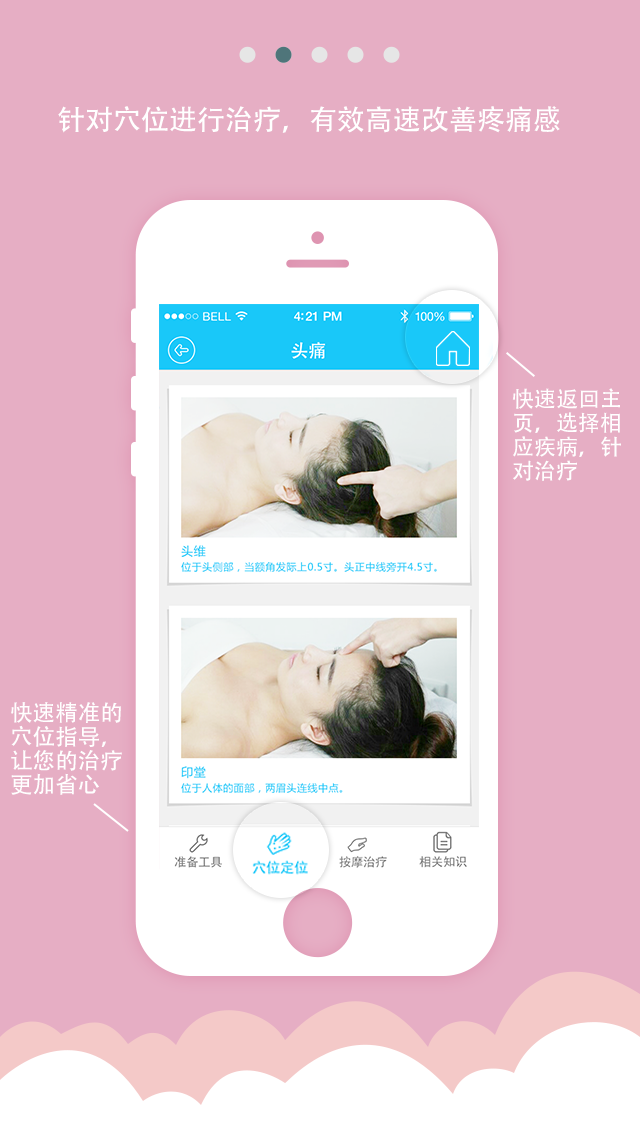 针对穴位进行治疗，有效高速改善疼痛感
BELL 4:21 PM 100%
头痛
快速返回主
页，选择相
应疾病，针
对治疗
头维
位于头侧部，当额角发际上0.5寸。头正中线旁开4.5寸。
印堂
位于人体的面部，两眉头连线中点。
快速精准的
穴位指导，
让您的治疗
更加省心
准备工具 穴位定位 按摩治疗 相关知识